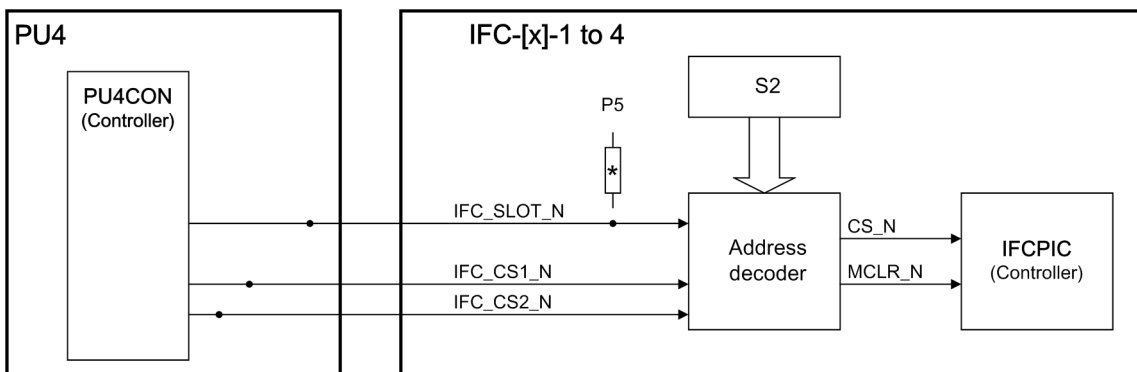 PU4
IFC-[x]-1 to 4
PU4CON
(Controller)
S2
P5
*
IFC_SLOT_N
IFC_CS1_N
IFC_CS2_N
Address
decoder
CS_N
MCLR_N
IFCPIC
(Controller)